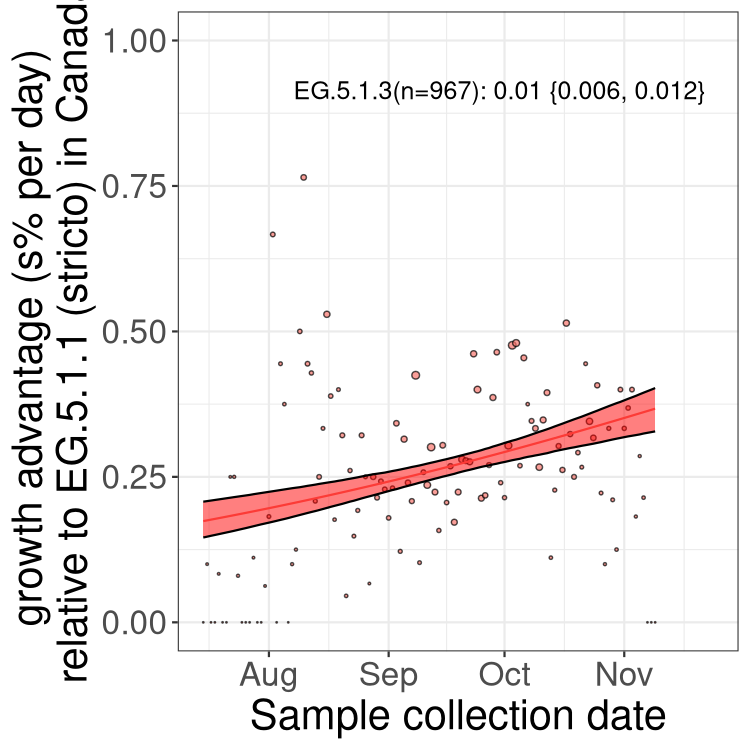 growth advantage (s% per day)
relative to EG.5.1.1 (stricto) in Canada
1.00
0.75
0.50
0.25
0.00
EG.5.1.3(n=967): 0.01 {0.006, 0.012}
Aug Sep Oct Nov
Sample collection date